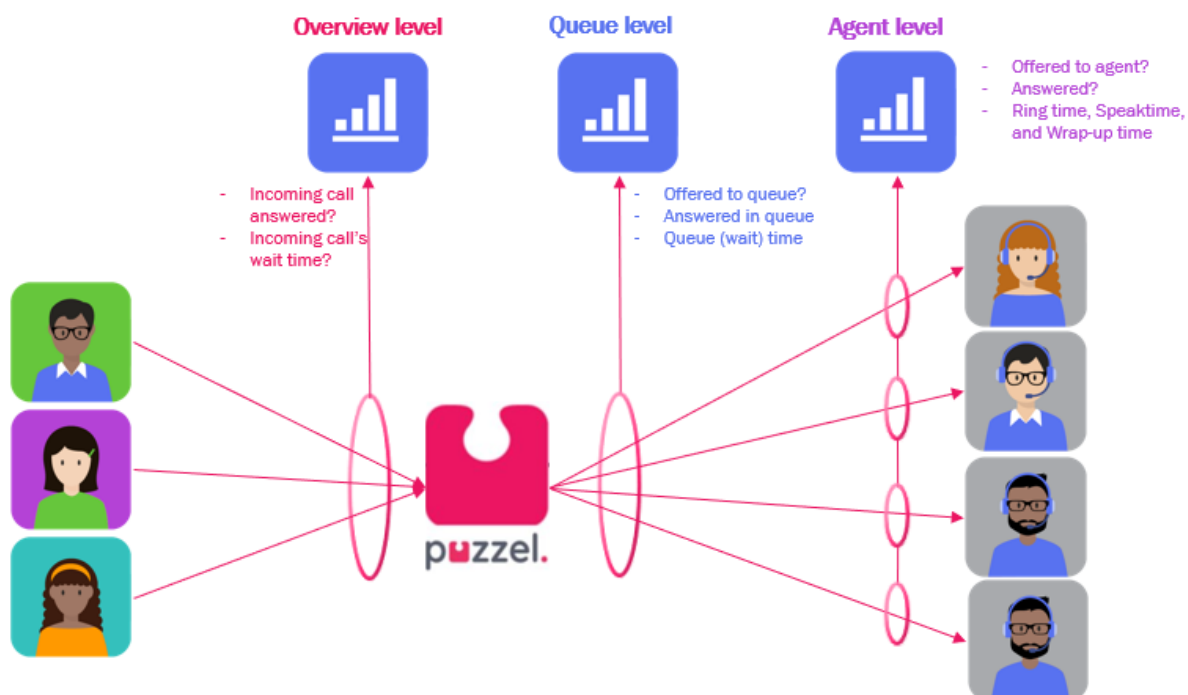 Overview level
Queue level
Agent level
- Offered to agent?
- Answered?
- Ring time, Speaktime,
and Wrap-up time
- Incoming call
answered?
- Incoming call's
wait time?
- Offered to queue?
- Answered in queue
- Queue (wait) time
puzzel.